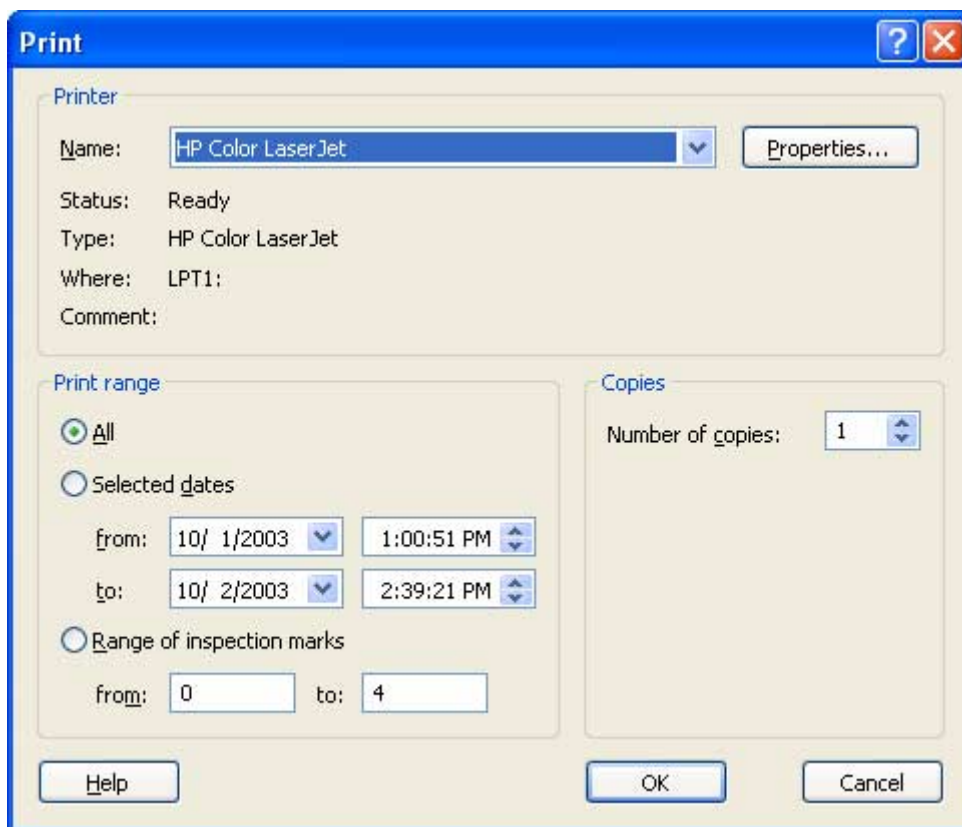 Print
Printer
Name: HP Color LaserJet Properties...
Status: Ready
Type: HP Color LaserJet
Where: LPT1:
Comment:
Print range
All
Selected dates
from: 10/ 1/2003 1:00:51 PM
to: 10/ 2/2003 2:39:21 PM
Range of inspection marks
from: 0 to: 4
Copies
Number of copies: 1
Help OK Cancel